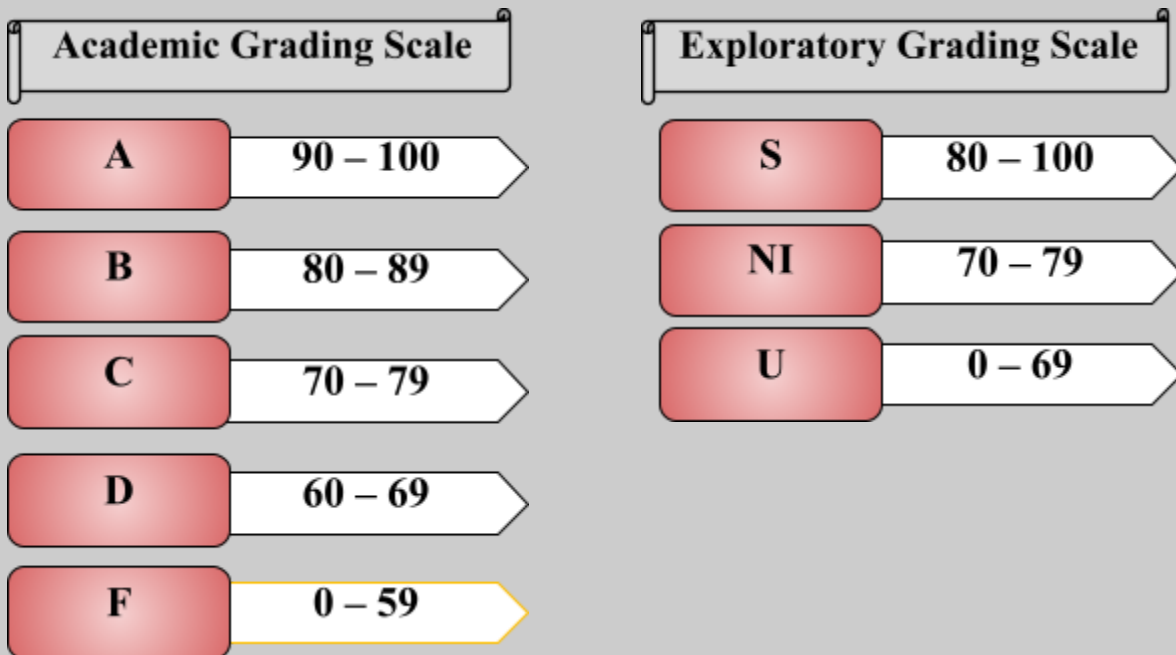 Academic Grading Scale
A
90 – 100
B
80 – 89
C
70 – 79
D
60 – 69
F
0 – 59
Exploratory Grading Scale
S
80 – 100
NI
70 – 79
U
0 – 69